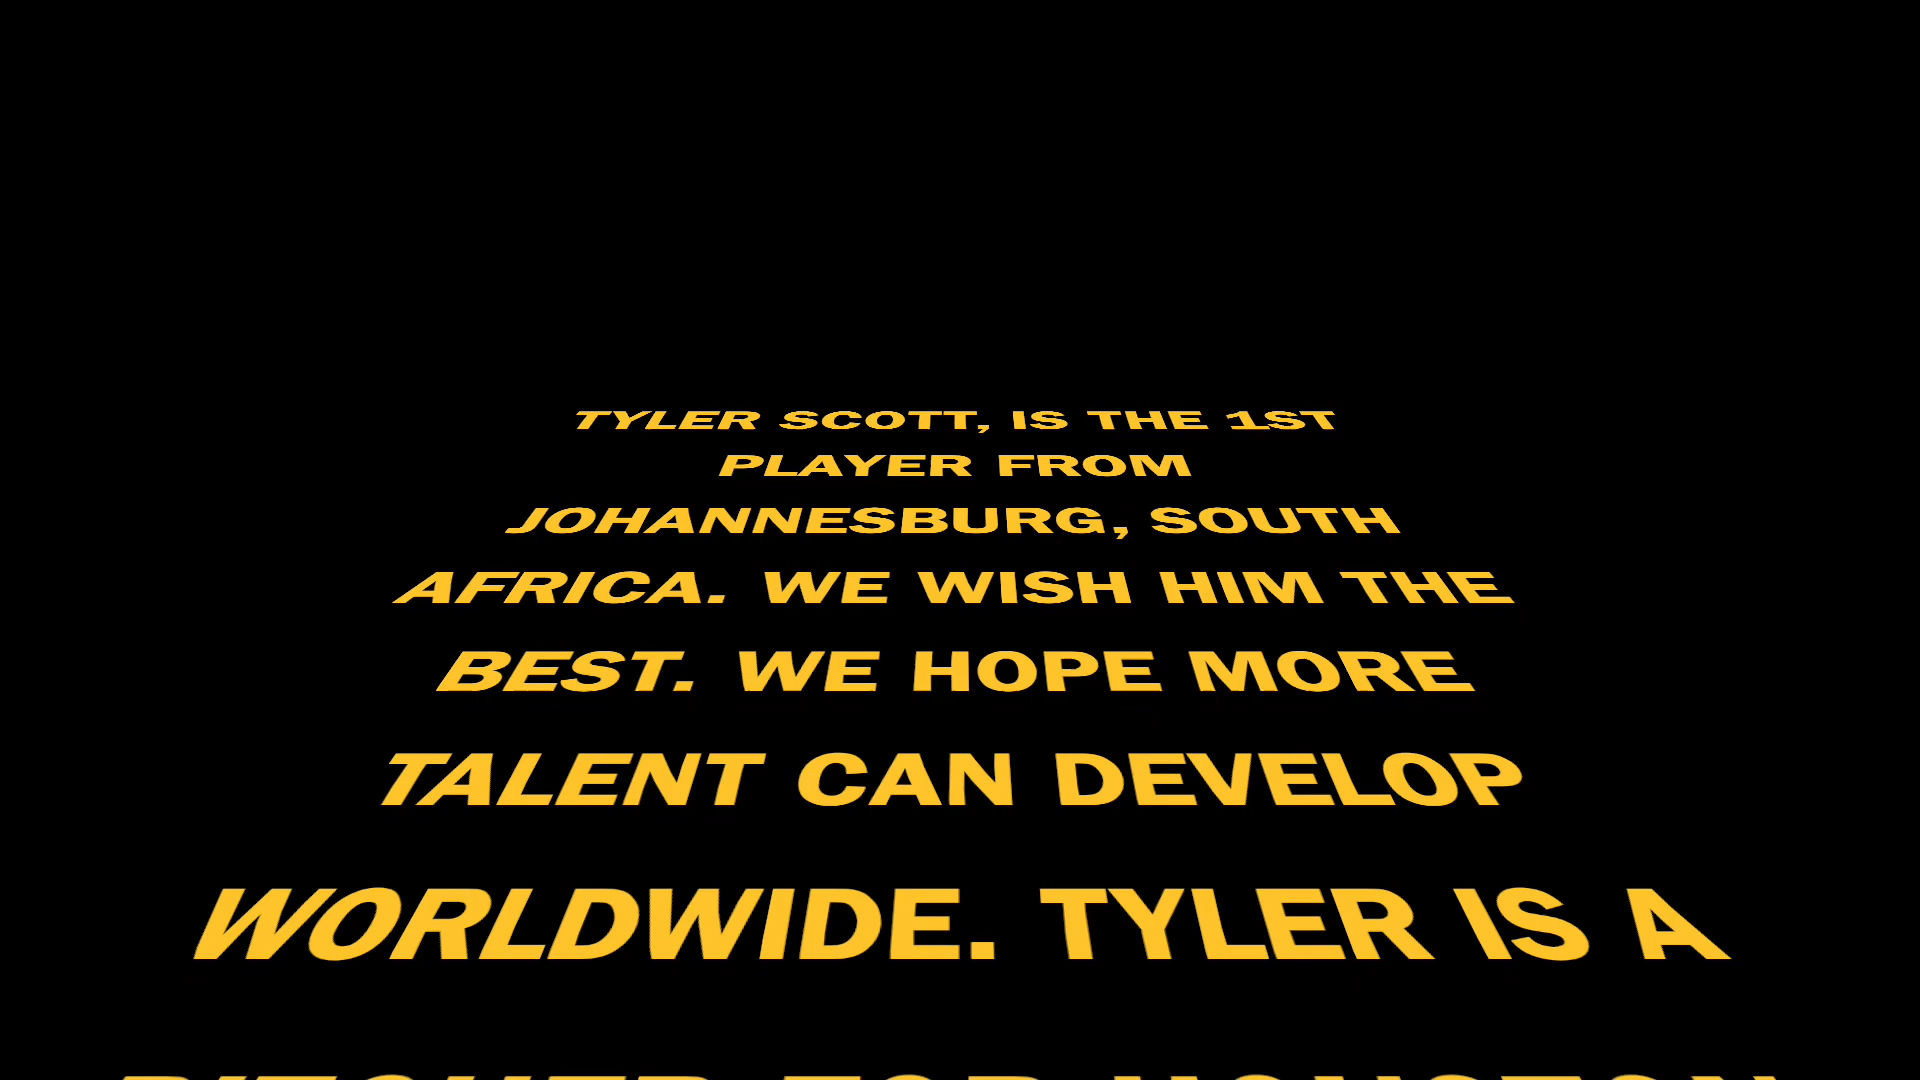 TYLER SCOTT, IS THE 1ST
PLAYER FROM
JOHANNESBURG, SOUTH
AFRICA. WE WISH HIM THE
BEST. WE HOPE MORE
TALENT CAN DEVELOP
WORLDWIDE. TYLER IS A